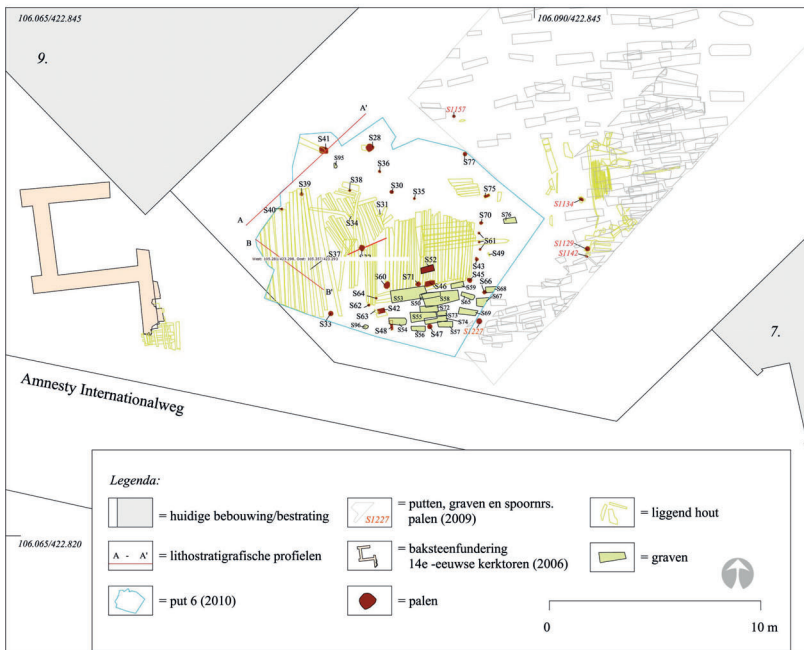 106.065/422.845
106.090/422.845
9.
A'
S1157
S41
S28
S95
S77
S36
S39
S38
S30
S35
S75
S1134
S40
S34
S31
S70
S76
A
S61
B
S1129
S37
S49
S1142
S52
S43
S45
B'
S60
S71
S46
S59
S66
S68
S64
S53
S50
S58
S65
S67
S62
S63
S42
S72
S69
S33
S55
S73
S74
S1227
S96
S48
S54
S56
S47
S57
7.
Amnesty Internationalweg
Legenda:
= huidige bebouwing/bestrating
S1227
= putten, graven en spoornrs.
palen (2009)
= liggend hout
106.065/422.820
A - A'
= lithostratigrafische profielen
= baksteenfundering
14e -eeuwse kerktoren (2006)
= graven
= put 6 (2010)
= palen
0
10 m